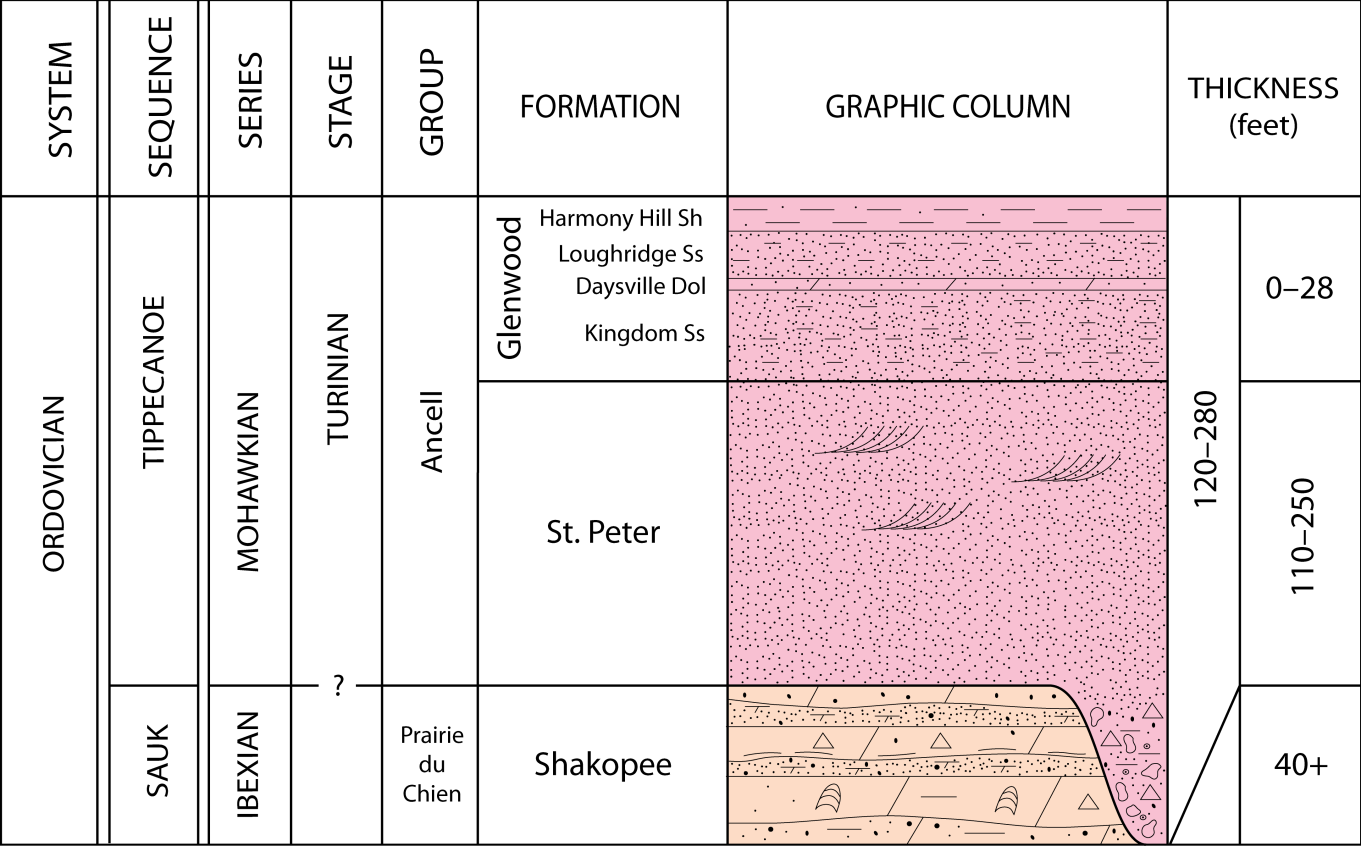 SYSTEM
SEQUENCE
SERIES
STAGE
GROUP
FORMATION
GRAPHIC COLUMN
THICKNESS
(feet)
ORDOVICIAN
TIPPECANOE
SAUK
MOHAWKIAN
IBEXIAN
TURINIAN
?
Ancell
Prairie
du
Chien
Glenwood
Harmony Hill Sh
Loughridge Ss
Daysville Dol
Kingdom Ss
St. Peter
Shakopee
120–280
0–28
110–250
40+